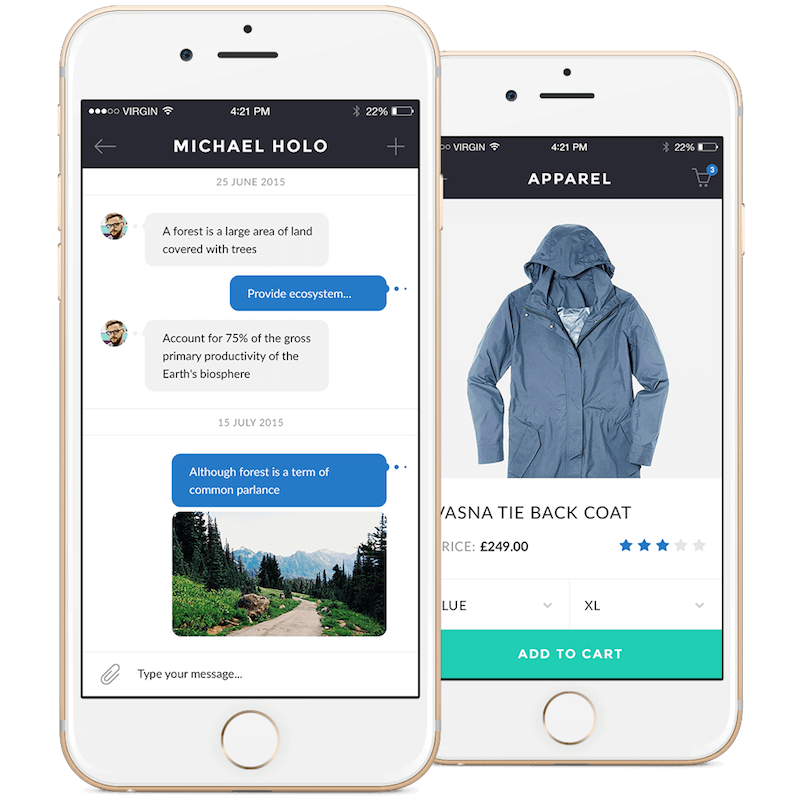 VIRGIN
4:21 PM
22%
MICHAEL HOLO
25 JUNE 2015
A forest is a large area of land
covered with trees
Provide ecosystem...
Account for 75% of the gross
primary productivity of the
Earth's biosphere
15 JULY 2015
Although forest is a term of
common parlance
Type your message...
VIRGIN
4:21 PM
22%
APPAREL
3
ASNA TIE BACK COAT
RICE: £249.00
LUE
XL
ADD TO CART